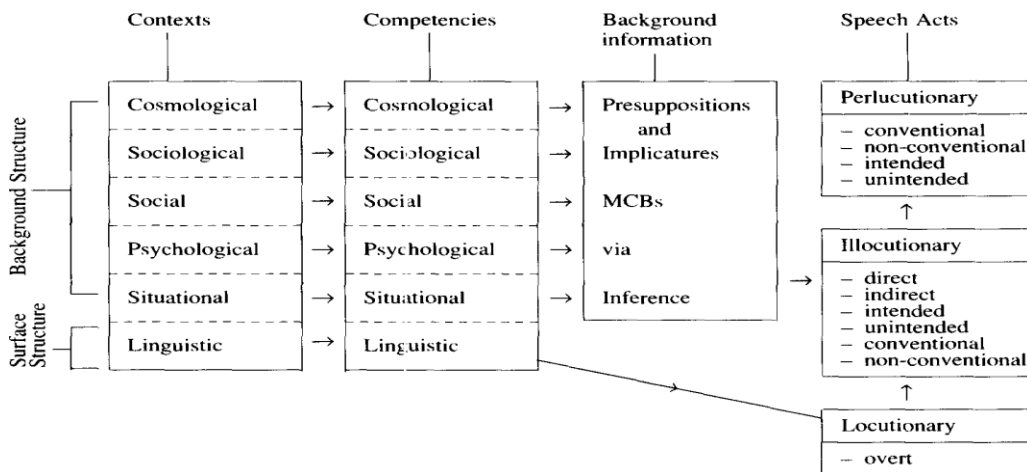 Contexts
Competencies
Background
information
Speech Acts
Background Structure
Surface
Structure
Cosmological
Sociological
Social
Psychological
Situational
Linguistic
Cosmological
Sociological
Social
Psychological
Situational
Linguistic
Presuppositions
and
Implicatures
MCBs
via
Inference
Perlucutionary
– conventional
– non-conventional
– intended
– unintended
Illocutionary
– direct
– indirect
– intended
– unintended
– conventional
– non-conventional
Locutionary
– overt